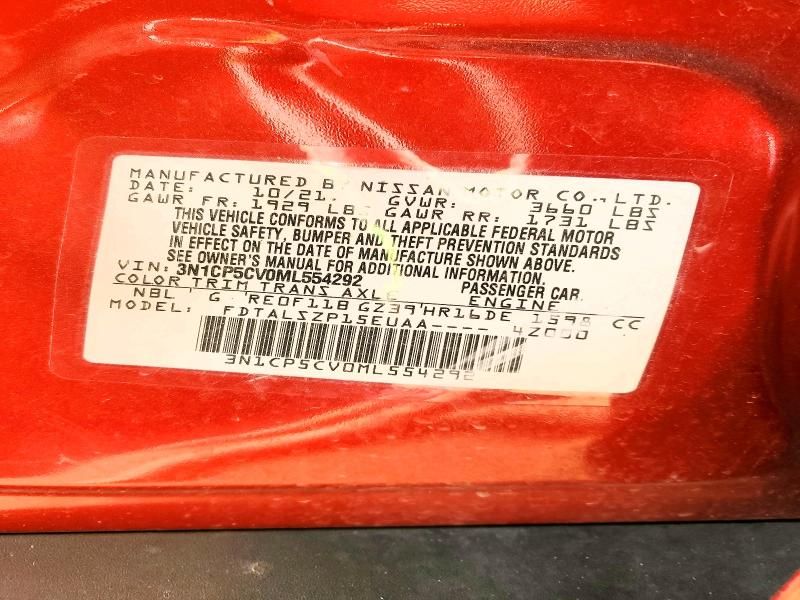 MANUFACTURED BY NISSAN MOTOR CO., LTD.
DATE: 10/21 GVWR: 3660 LBS
GAWR FR: 1929 LBS GAWR RR: 1731 LBS
THIS VEHICLE CONFORMS TO ALL APPLICABLE FEDERAL MOTOR
VEHICLE SAFETY, BUMPER AND THEFT PREVENTION STANDARDS
IN EFFECT ON THE DATE OF MANUFACTURE SHOWN ABOVE.
SEE OWNER'S MANUAL FOR ADDITIONAL INFORMATION.
VIN: 3N1CP5CV0ML554292 PASSENGER CAR
COLOR TRIM TRANS AXLE ENGINE
NBL G RE0F11B GZ39 HR16DE 1598 CC
MODEL: FDTALSZP15EUAA---- 4Z000
3N1CP5CV0ML554292